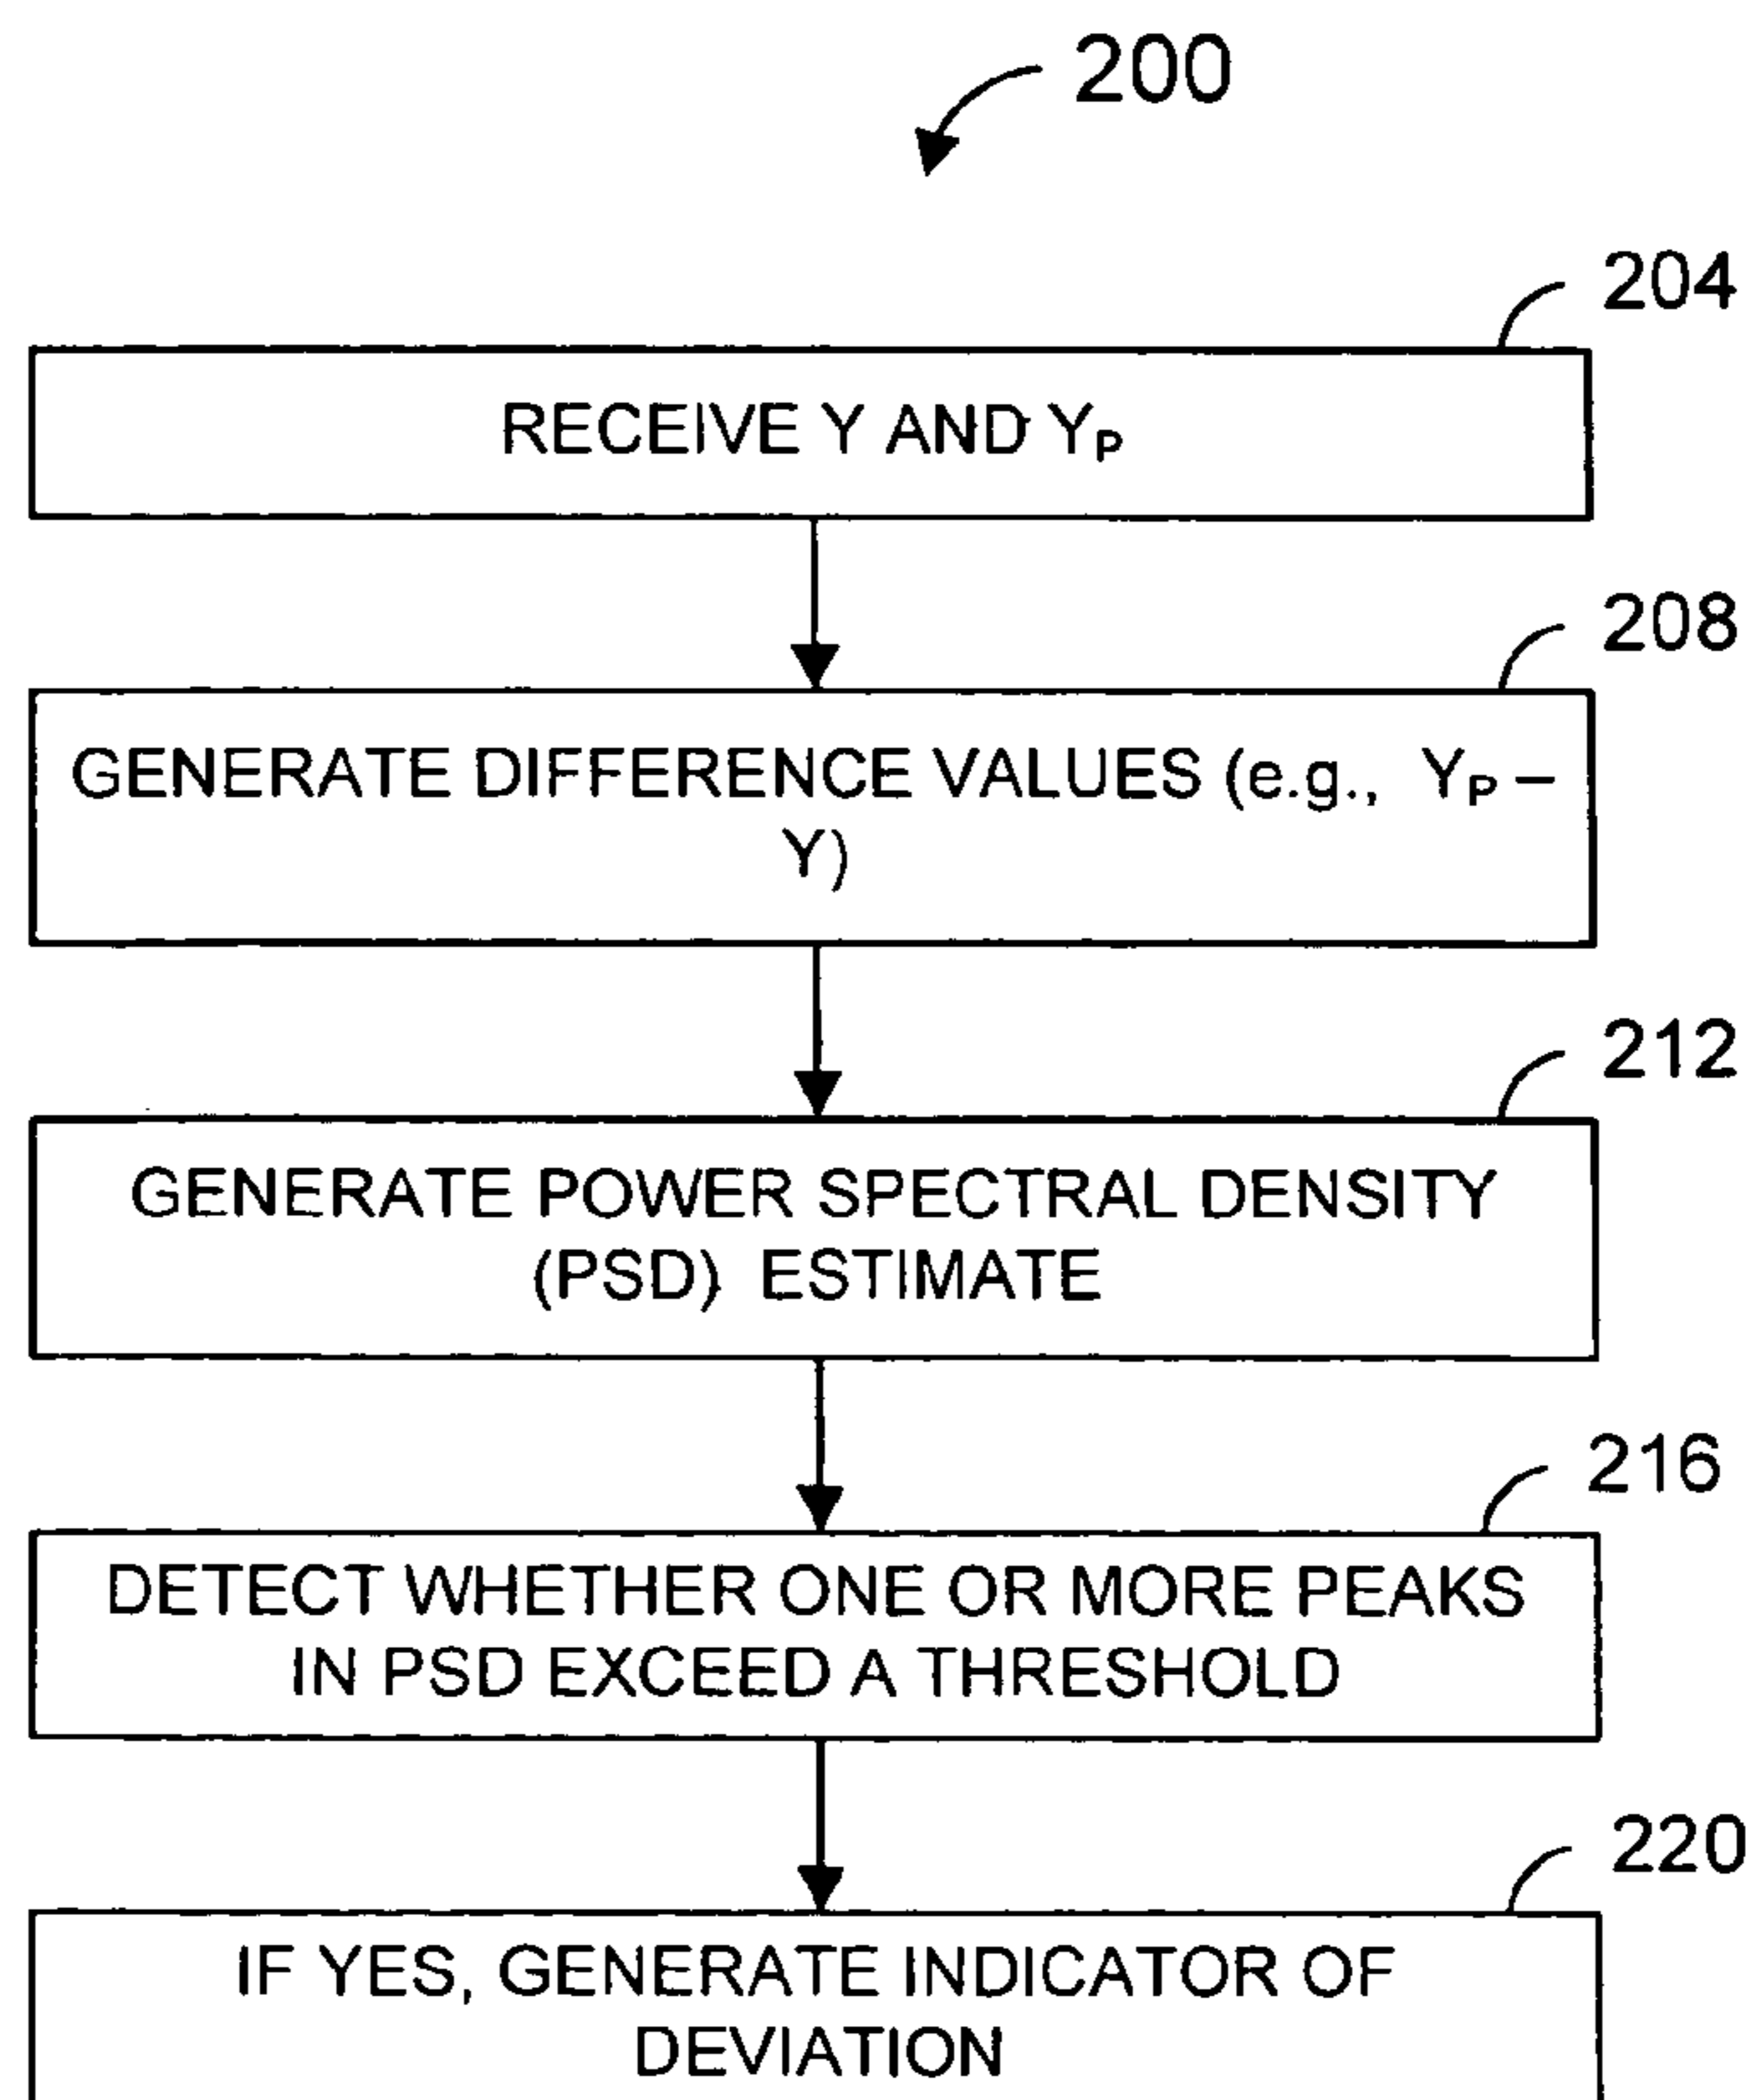 200
204
RECEIVE Y AND Yₚ
208
GENERATE DIFFERENCE VALUES (e.g., Yₚ –
Y)
212
GENERATE POWER SPECTRAL DENSITY
(PSD) ESTIMATE
216
DETECT WHETHER ONE OR MORE PEAKS
IN PSD EXCEED A THRESHOLD
220
IF YES, GENERATE INDICATOR OF
DEVIATION